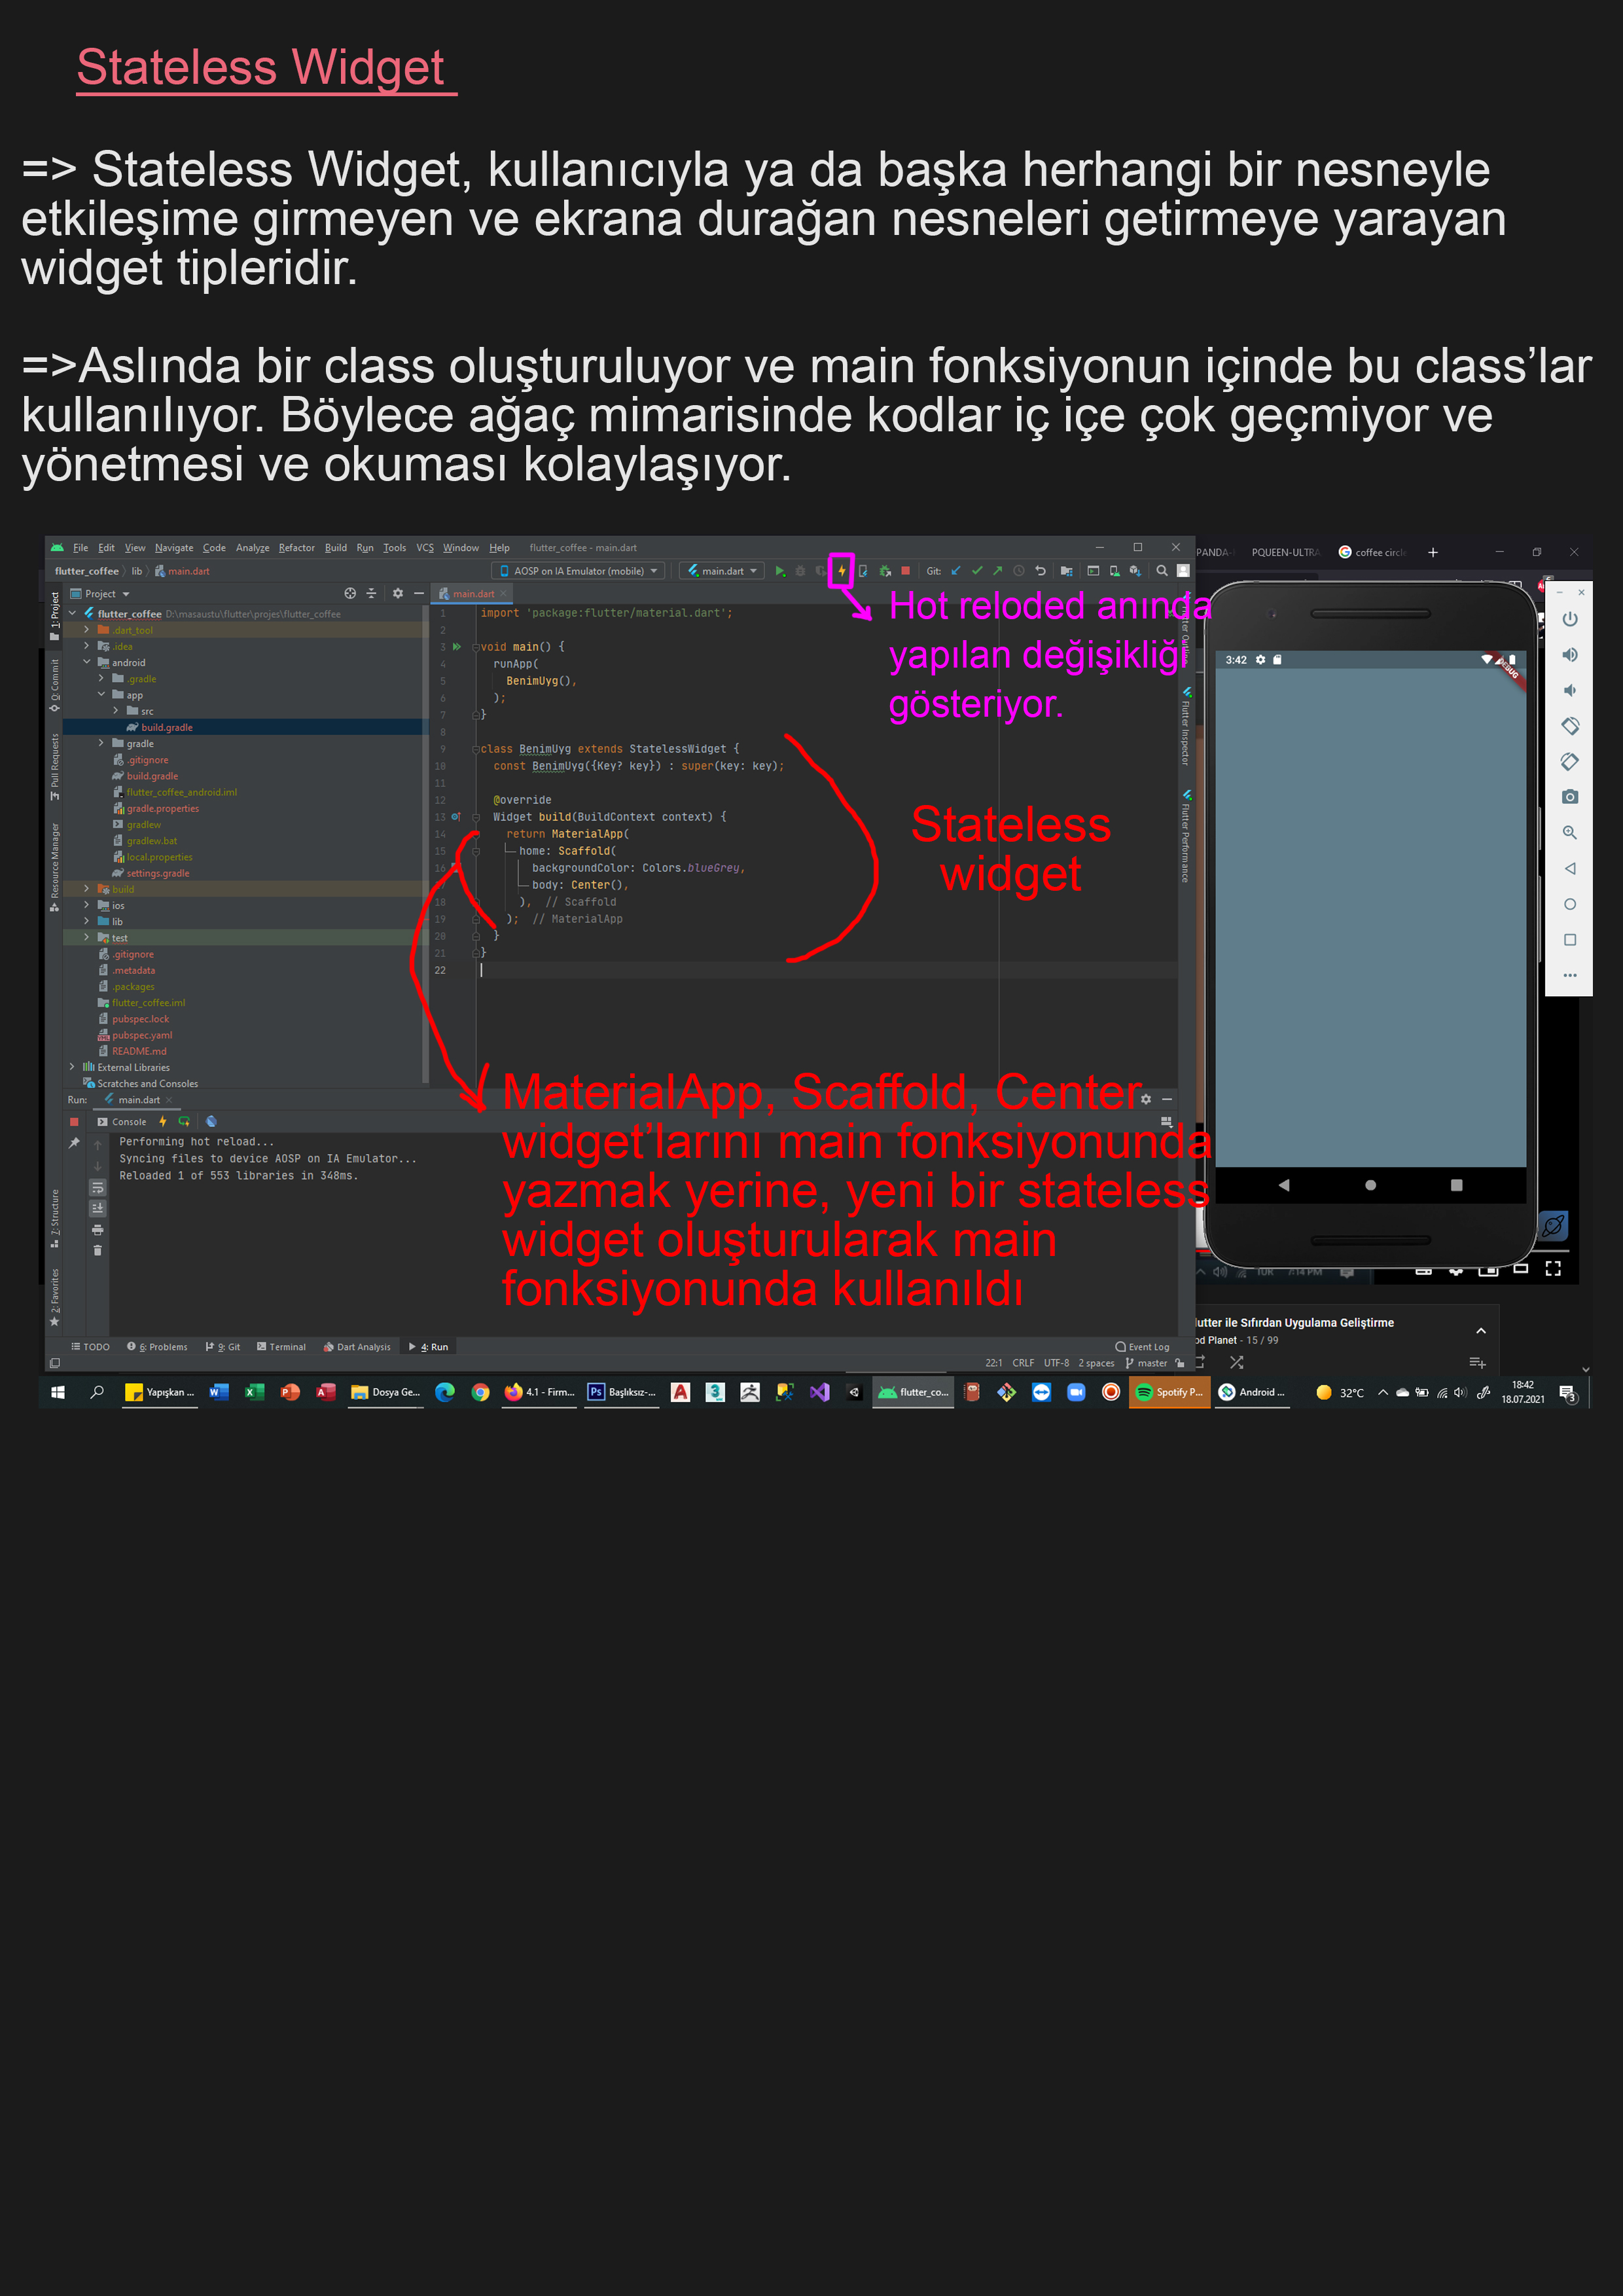 Stateless Widget
=> Stateless Widget, kullanıcıyla ya da başka herhangi bir nesneyle
etkileşime girmeyen ve ekrana durağan nesneleri getirmeye yarayan
widget tipleridir.
=>Aslında bir class oluşturuluyor ve main fonksiyonun içinde bu class’lar
kullanılıyor. Böylece ağaç mimarisinde kodlar iç içe çok geçmiyor ve
yönetmesi ve okuması kolaylaşıyor.
File Edit View Navigate Code Analyze Refactor Build Run Tools VCS Window Help flutter_coffee - main.dart
PANDA- PQUEEN-ULTRA coffee circl
flutter_coffee lib main.dart AOSP on IA Emulator (mobile) main.dart Git:
Hot reloded anında
yapılan değişikliği
gösteriyor.
1: Project
0: Commit
Pull Requests
Resource Manager
7: Structure
2: Favorites
Project
flutter_coffee D:\masaustu\flutter\projes\flutter_coffee
.dart_tool
.idea
android
.gradle
app
src
build.gradle
gradle
.gitignore
build.gradle
flutter_coffee_android.iml
gradle.properties
gradlew
gradlew.bat
local.properties
settings.gradle
build
ios
lib
test
.gitignore
.metadata
.packages
flutter_coffee.iml
pubspec.lock
pubspec.yaml
README.md
External Libraries
Scratches and Consoles
main.dart
1 import 'package:flutter/material.dart';
2
3 void main() {
4 runApp(
5 BenimUyg(),
6 );
7 }
8
9 class BenimUyg extends StatelessWidget {
10 const BenimUyg({Key? key}) : super(key: key);
11
12 @override
13 Widget build(BuildContext context) {
14 return MaterialApp(
15 home: Scaffold(
16 backgroundColor: Colors.blueGrey,
body: Center(),
18 ), // Scaffold
19 ); // MaterialApp
20 }
21 }
22
Stateless
widget
Flutter Inspector
Flutter Performance
3:42
DEBUG
MaterialApp, Scaffold, Center
widget’larını main fonksiyonunda
yazmak yerine, yeni bir stateless
widget oluşturularak main
fonksiyonunda kullanıldı
Run: main.dart
Console
Performing hot reload...
Syncing files to device AOSP on IA Emulator...
Reloaded 1 of 553 libraries in 348ms.
TODO 6: Problems 9: Git Terminal Dart Analysis 4: Run Event Log
22:1 CRLF UTF-8 2 spaces master
7:14 PM
lutter ile Sıfırdan Uygulama Geliştirme
od Planet - 15 / 99
Yapışkan ... Dosya Ge... 4.1 - Firm... Ps Başlıksız-... flutter_co... Spotify P... Android ... 32°C 18:42
18.07.2021
3